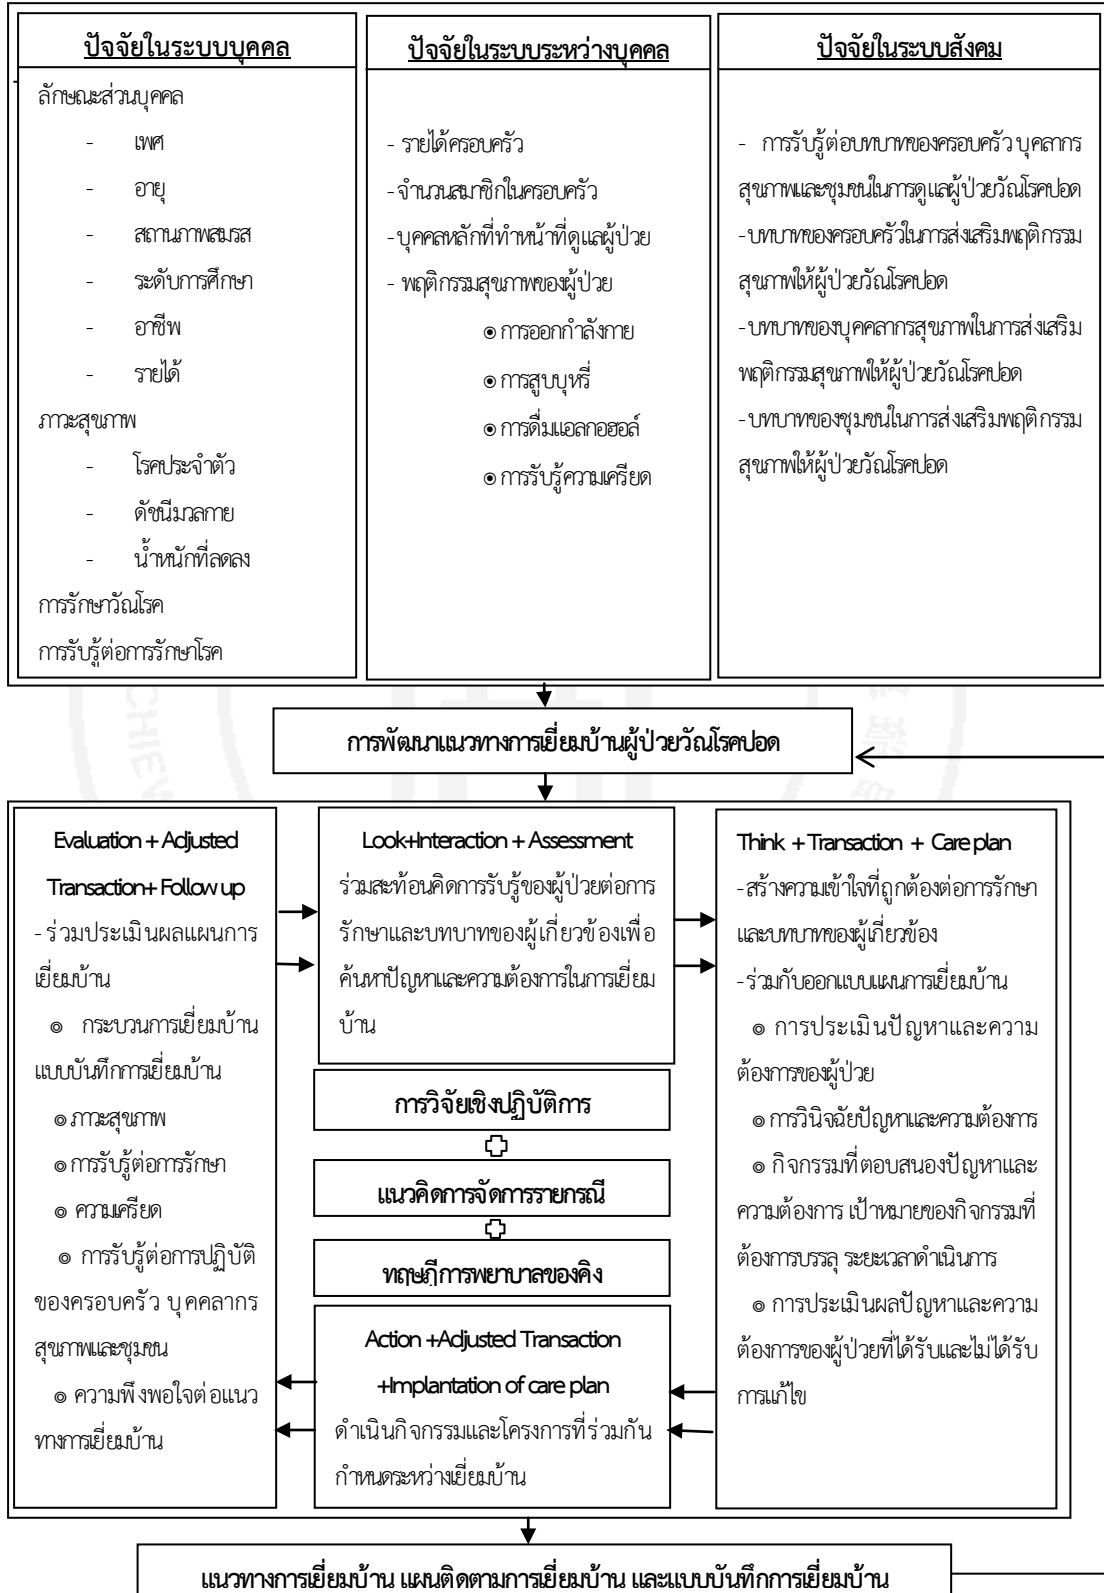 ปัจจัยในระบบบุคคล
ลักษณะส่วนบุคคล
- เพศ
- อายุ
- สถานภาพสมรส
- ระดับการศึกษา
- อาชีพ
- รายได้
ภาวะสุขภาพ
- โรคประจำตัว
- ดัชนีมวลกาย
- น้ำหนักที่ลดลง
การรักษาวัณโรค
การรับรู้ต่อการรักษาโรค
ปัจจัยในระบบระหว่างบุคคล
- รายได้ครอบครัว
-จำนวนสมาชิกในครอบครัว
-บุคคลหลักที่ทำหน้าที่ดูแลผู้ป่วย
- พฤติกรรมสุขภาพของผู้ป่วย
⦿ การออกกำลังกาย
⦿ การสูบบุหรี่
⦿ การดื่มแอลกอฮอล์
⦿ การรับรู้ความเครียด
ปัจจัยในระบบสังคม
- การรับรู้ต่อบทบาทของครอบครัว บุคลากร
สุขภาพและชุมชนในการดูแลผู้ป่วยวัณโรคปอด
-บทบาทของครอบครัวในการส่งเสริมพฤติกรรม
สุขภาพให้ผู้ป่วยวัณโรคปอด
-บทบาทของบุคคลากรสุขภาพในการส่งเสริม
พฤติกรรมสุขภาพให้ผู้ป่วยวัณโรคปอด
-บทบาทของชุมชนในการส่งเสริมพฤติกรรม
สุขภาพให้ผู้ป่วยวัณโรคปอด
การพัฒนาแนวทางการเยี่ยมบ้านผู้ป่วยวัณโรคปอด
Evaluation + Adjusted
Transaction+ Follow up
-ร่วมประเมินผลแผนการ
เยี่ยมบ้าน
๏ กระบวนการเยี่ยมบ้าน
แบบบันทึกการเยี่ยมบ้าน
๏ ภาวะสุขภาพ
๏ การรับรู้ต่อการรักษา
๏ ความเครียด
๏ การรับรู้ต่อการปฏิบัติ
ของครอบครัว บุคคลากร
สุขภาพและชุมชน
๏ ความพึงพอใจต่อแนว
ทางการเยี่ยมบ้าน
Look+Interaction + Assessment
ร่วมสะท้อนคิดการรับรู้ของผู้ป่วยต่อการ
รักษาและบทบาทของผู้เกี่ยวข้องเพื่อ
ค้นหาปัญหาและความต้องการในการเยี่ยม
บ้าน
การวิจัยเชิงปฏิบัติการ
แนวคิดการจัดการรายกรณี
ทฤษฎีการพยาบาลของคิง
Action +Adjusted Transaction
+Implantation of care plan
ดำเนินกิจกรรมและโครงการที่ร่วมกัน
กำหนดระหว่างเยี่ยมบ้าน
Think + Transaction + Care plan
-สร้างความเข้าใจที่ถูกต้องต่อการรักษา
และบทบาทของผู้เกี่ยวข้อง
-ร่วมกับออกแบบแผนการเยี่ยมบ้าน
๏ การประเมินปัญหาและความ
ต้องการของผู้ป่วย
๏ การวินิจฉัยปัญหาและความต้องการ
๏ กิจกรรมที่ตอบสนองปัญหาและ
ความต้องการ เป้าหมายของกิจกรรมที่
ต้องการบรรลุ ระยะเวลาดำเนินการ
๏ การประเมินผลปัญหาและความ
ต้องการของผู้ป่วยที่ได้รับและไม่ได้รับ
การแก้ไข
แนวทางการเยี่ยมบ้าน แผนติดตามการเยี่ยมบ้าน และแบบบันทึกการเยี่ยมบ้าน